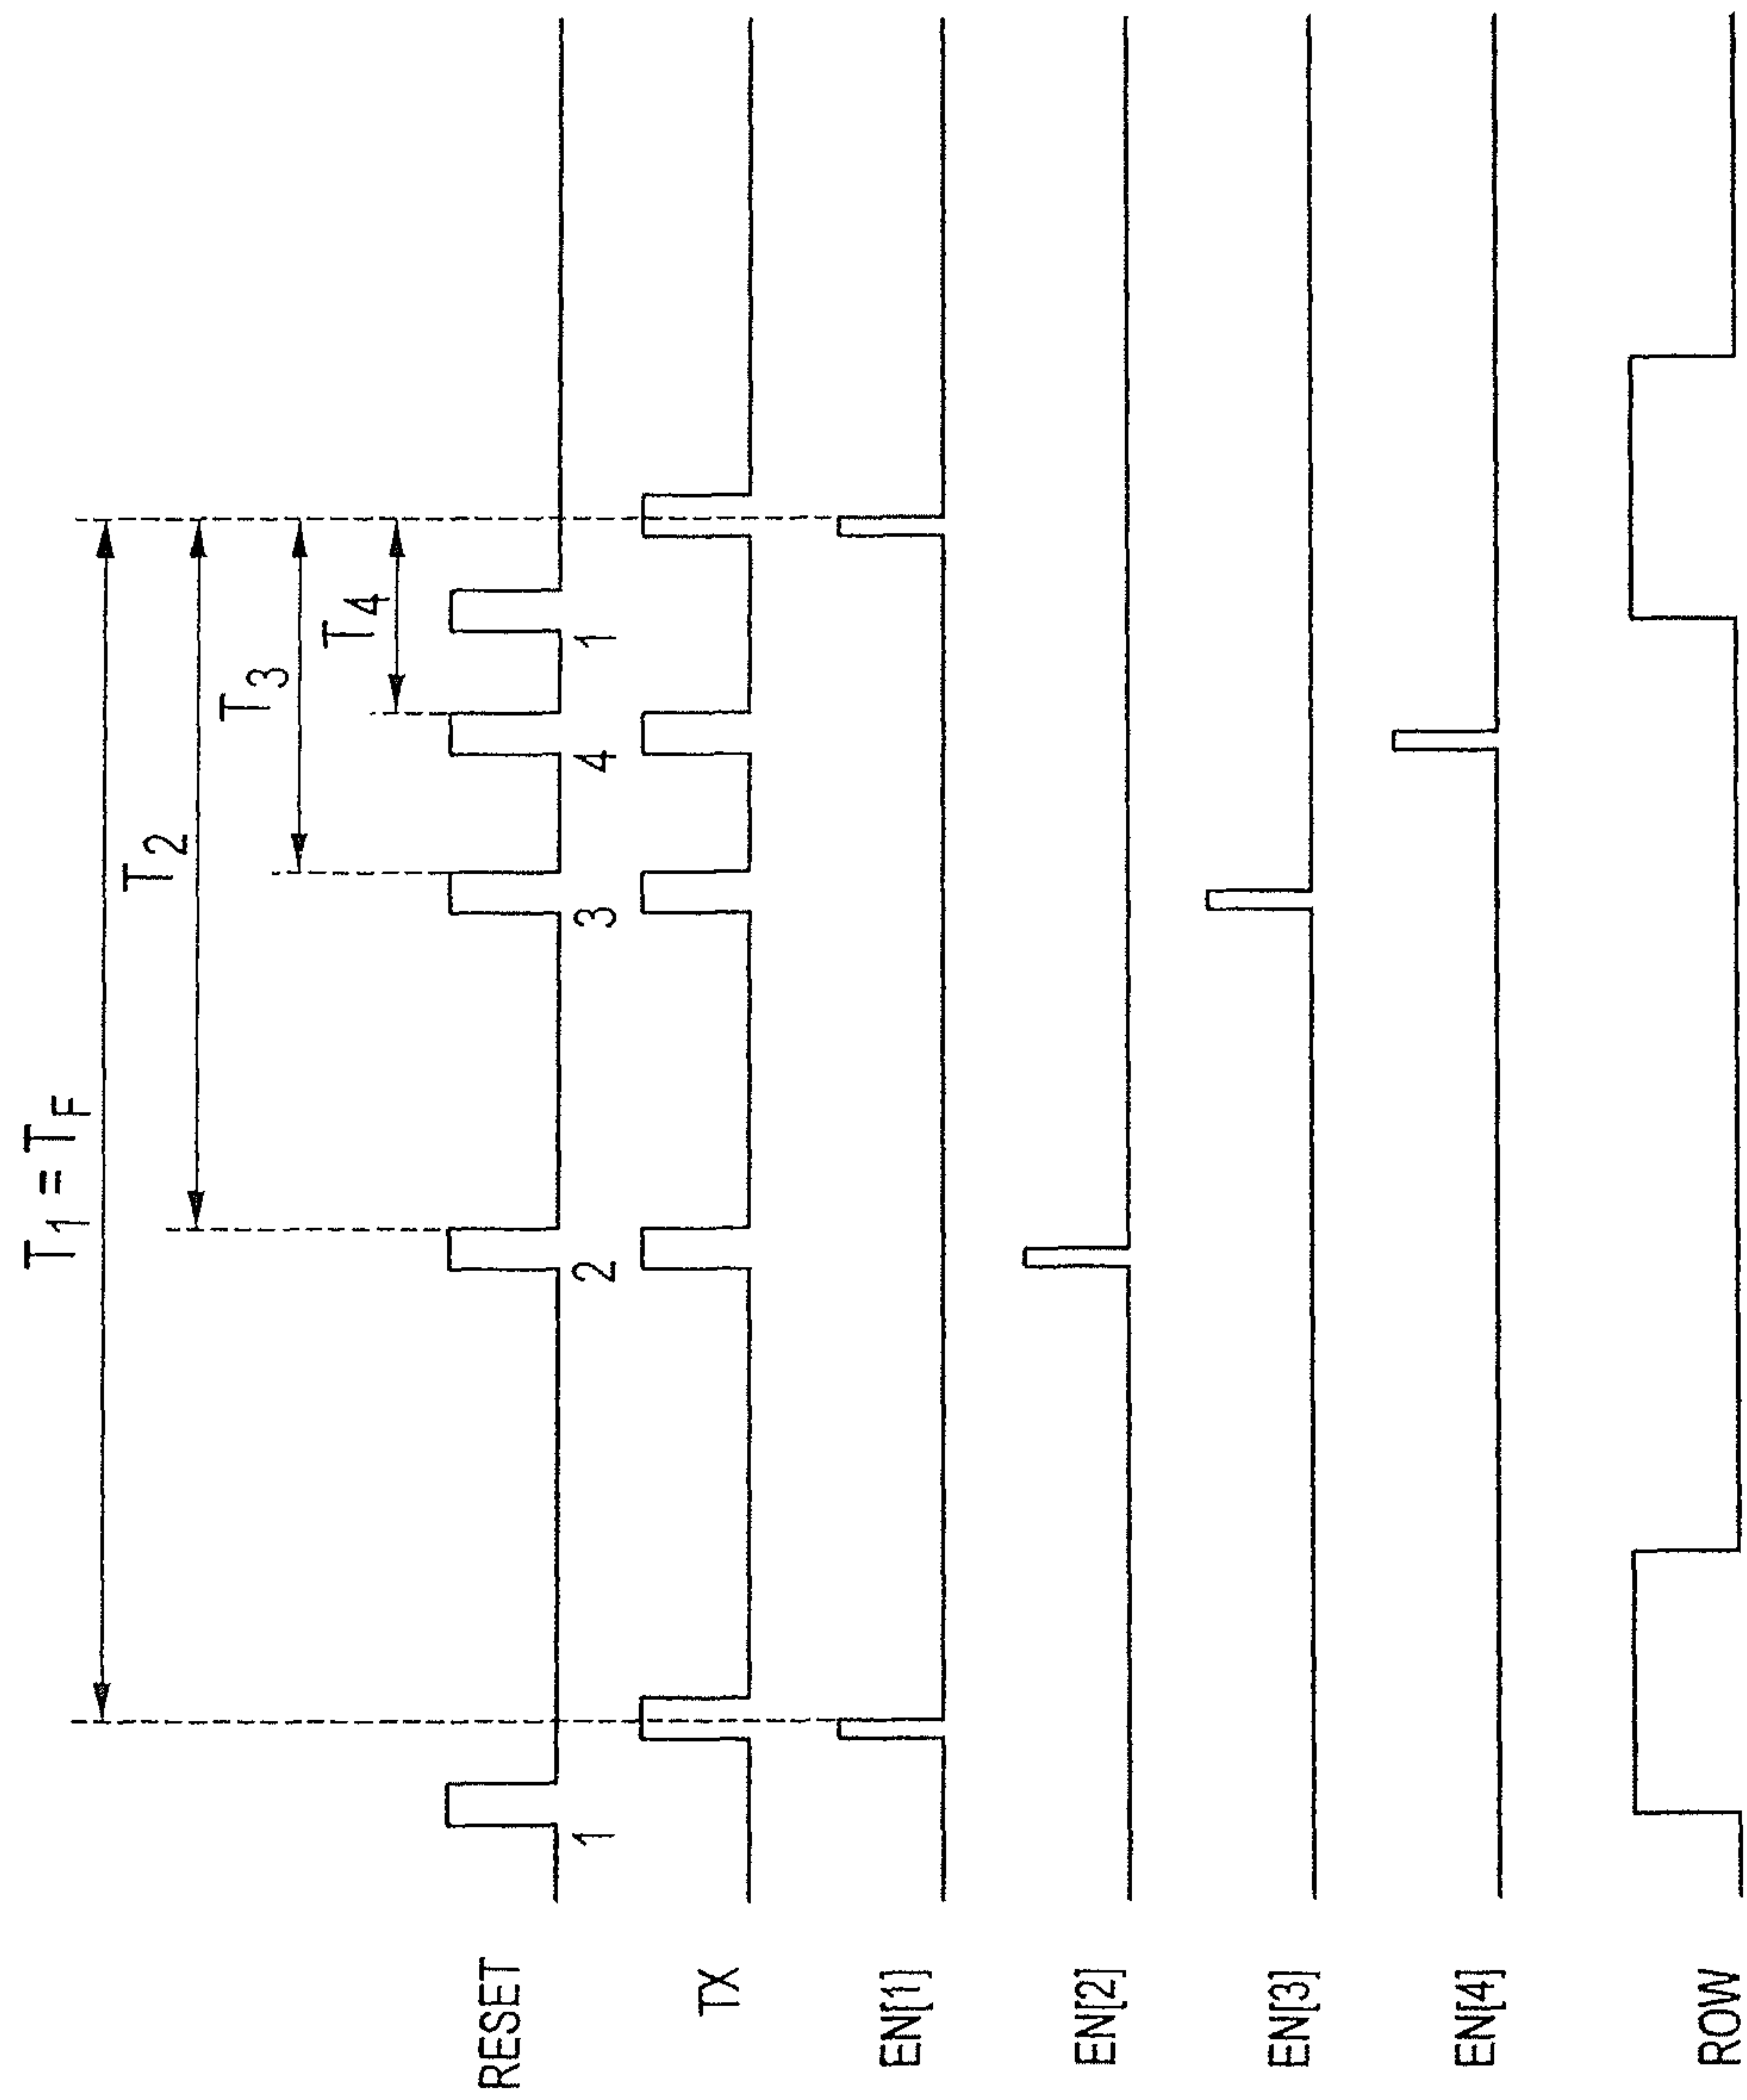 T1 = TF
T2
T3
T4
RESET
1 2 3 4 1
TX
EN[1]
EN[2]
EN[3]
EN[4]
ROW